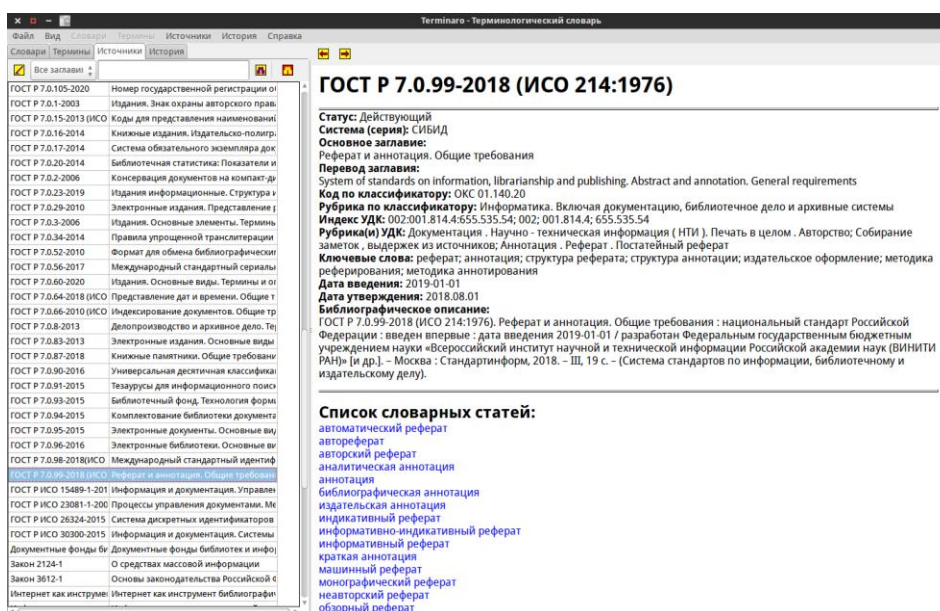 Terminaro - Терминологический словарь
Файл Вид Словари Термины Источники История Справка
Словари Термины Источники История
Все заглави
ГОСТ Р 7.0.105-2020 Номер государственной регистрации
ГОСТ Р 7.0.1-2003 Издания. Знак охраны авторского прав
ГОСТ Р 7.0.15-2013 (ИСО Коды для представления наименований
ГОСТ Р 7.0.16-2014 Книжные издания. Издательско-полигр
ГОСТ Р 7.0.17-2014 Система обязательного экземпляра док
ГОСТ Р 7.0.20-2014 Библиотечная статистика: Показатели и
ГОСТ Р 7.0.2-2006 Консервация документов на компакт-ди
ГОСТ Р 7.0.23-2019 Издания информационные. Структура и
ГОСТ Р 7.0.29-2010 Электронные издания. Представление
ГОСТ Р 7.0.3-2006 Издания. Основные элементы. Термины
ГОСТ Р 7.0.34-2014 Правила упрощенной транслитерации
ГОСТ Р 7.0.52-2010 Формат для обмена библиографически
ГОСТ Р 7.0.56-2017 Международный стандартный сериаль
ГОСТ Р 7.0.60-2020 Издания. Основные виды. Термины и
ГОСТ Р 7.0.64-2018 (ИСО Представление дат и времени. Общие т
ГОСТ Р 7.0.66-2010 (ИСО Индексирование документов. Общие тр
ГОСТ Р 7.0.8-2013 Делопроизводство и архивное дело. Те
ГОСТ Р 7.0.83-2013 Электронные издания. Основные виды
ГОСТ Р 7.0.87-2018 Книжные памятники. Общие требовани
ГОСТ Р 7.0.90-2016 Универсальная десятичная классифика
ГОСТ Р 7.0.91-2015 Тезаурусы для информационного поиск
ГОСТ Р 7.0.93-2015 Библиотечный фонд. Технология форм
ГОСТ Р 7.0.94-2015 Комплектование библиотеки документа
ГОСТ Р 7.0.95-2015 Электронные документы. Основные ви
ГОСТ Р 7.0.96-2016 Электронные библиотеки. Основные ви
ГОСТ Р 7.0.98-2018(ИСО Международный стандартный идентиф
ГОСТ Р 7.0.99-2018 (ИСО Реферат и аннотация. Общие требован
ГОСТ Р ИСО 15489-1-201 Информация и документация. Управлен
ГОСТ Р ИСО 23081-1-200 Процессы управления документами. Ме
ГОСТ Р ИСО 26324-2015 Система дискретных идентификаторов
ГОСТ Р ИСО 30300-2015 Информация и документация. Системы
Документные фонды би Документные фонды библиотек и инфо
Закон 2124-1 О средствах массовой информации
Закон 3612-1 Основы законодательства Российской
Интернет как инструме Интернет как инструмент библиографич
ГОСТ Р 7.0.99-2018 (ИСО 214:1976)
Статус: Действующий
Система (серия): СИБИД
Основное заглавие:
Реферат и аннотация. Общие требования
Перевод заглавия:
System of standards on information, librarianship and publishing. Abstract and annotation. General requirements
Код по классификатору: ОКС 01.140.20
Рубрика по классификатору: Информатика. Включая документацию, библиотечное дело и архивные системы
Индекс УДК: 002:001.814.4:655.535.54; 002; 001.814.4; 655.535.54
Рубрика(и) УДК: Документация . Научно - техническая информация ( НТИ ). Печать в целом . Авторство; Собирание
заметок , выдержек из источников; Аннотация . Реферат . Постатейный реферат
Ключевые слова: реферат; аннотация; структура реферата; структура аннотации; издательское оформление; методика
реферирования; методика аннотирования
Дата введения: 2019-01-01
Дата утверждения: 2018.08.01
Библиографическое описание:
ГОСТ Р 7.0.99-2018 (ИСО 214:1976). Реферат и аннотация. Общие требования : национальный стандарт Российской
Федерации : введен впервые : дата введения 2019-01-01 / разработан Федеральным государственным бюджетным
учреждением науки «Всероссийский институт научной и технической информации Российской академии наук (ВИНИТИ
РАН)» [и др.]. – Москва : Стандартинформ, 2018. – III, 19 с. – (Система стандартов по информации, библиотечному и
издательскому делу).
Список словарных статей:
автоматический реферат
автореферат
авторский реферат
аналитическая аннотация
аннотация
библиографическая аннотация
издательская аннотация
индикативный реферат
информативно-индикативный реферат
информативный реферат
краткая аннотация
машинный реферат
монографический реферат
неавторский реферат
обзорный реферат